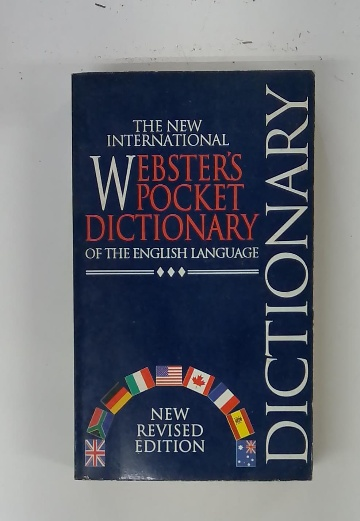 THE NEW
INTERNATIONAL
WEBSTER'S
POCKET
DICTIONARY
OF THE ENGLISH LANGUAGE
NEW
REVISED
EDITION
DICTIONARY